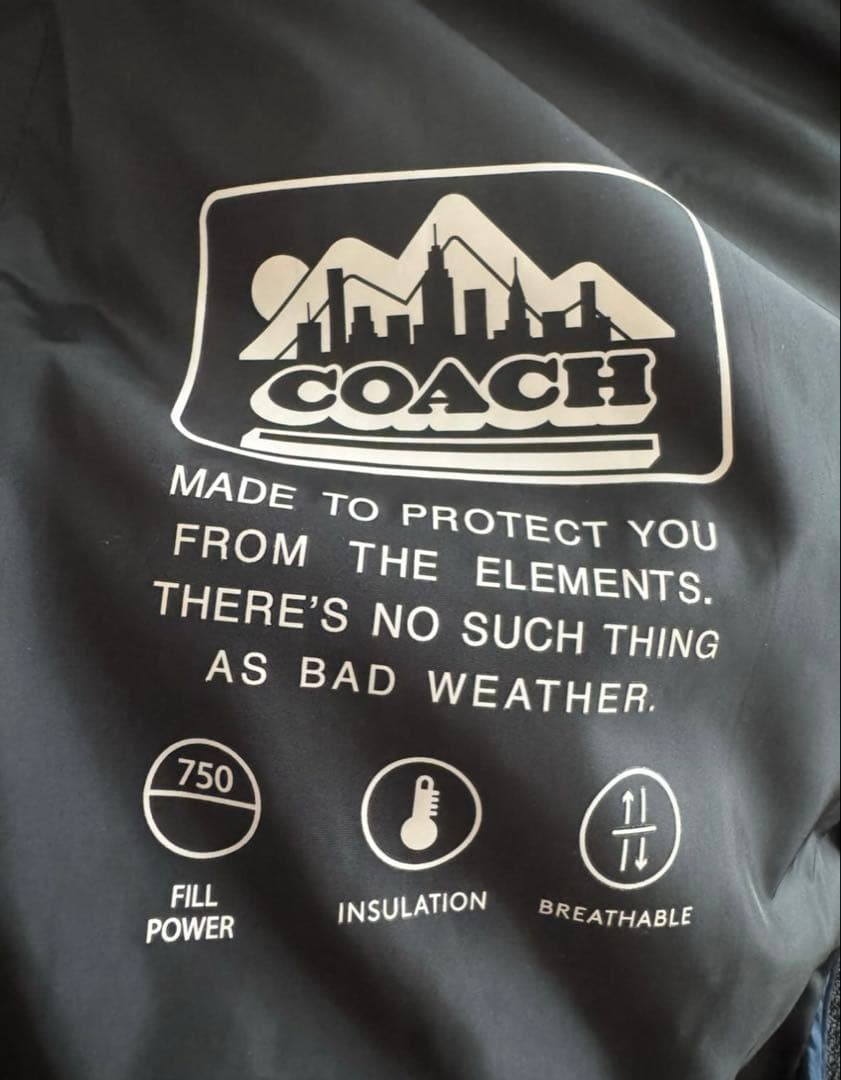 COACH
MADE TO PROTECT YOU
FROM THE ELEMENTS.
THERE'S NO SUCH THING
AS BAD WEATHER.
750
FILL
POWER
INSULATION
BREATHABLE